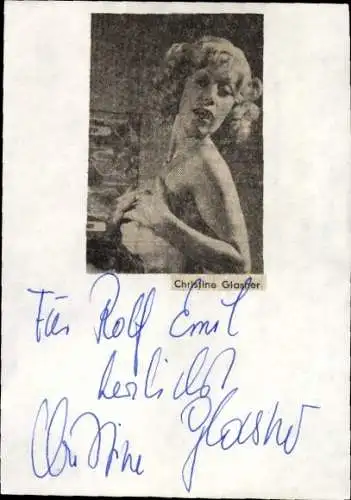 Christine Glasner
Für Rolf Emil
herzlichst
Christine Glasner